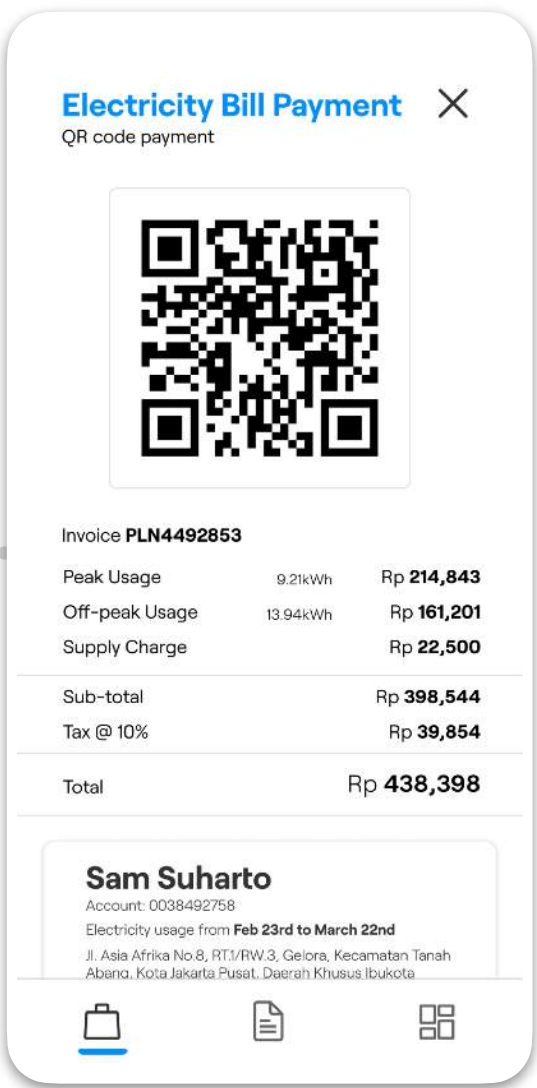 Electricity Bill Payment
QR code payment
Invoice PLN4492853
Peak Usage 9.21kWh Rp 214,843
Off-peak Usage 13.94kWh Rp 161,201
Supply Charge Rp 22,500
Sub-total Rp 398,544
Tax @ 10% Rp 39,854
Total Rp 438,398
Sam Suharto
Account: 0038492758
Electricity usage from Feb 23rd to March 22nd
Jl. Asia Afrika No.8, RT.1/RW.3, Gelora, Kecamatan Tanah
Abang, Kota Jakarta Pusat, Daerah Khusus Ibukota